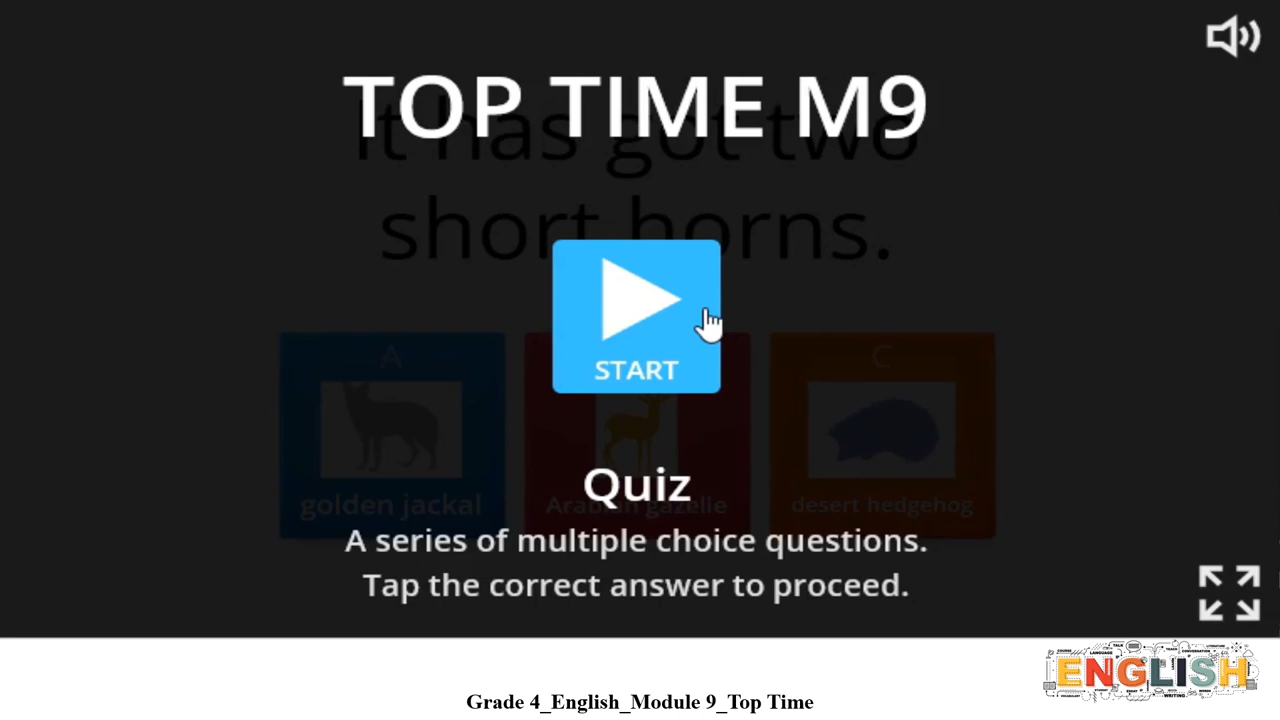 TOP TIME M9
It has got two
short horns.
START
A
C
golden jackal
Arabian gazelle
desert hedgehog
Quiz
A series of multiple choice questions.
Tap the correct answer to proceed.
ENGLISH
Grade 4_English_Module 9_Top Time